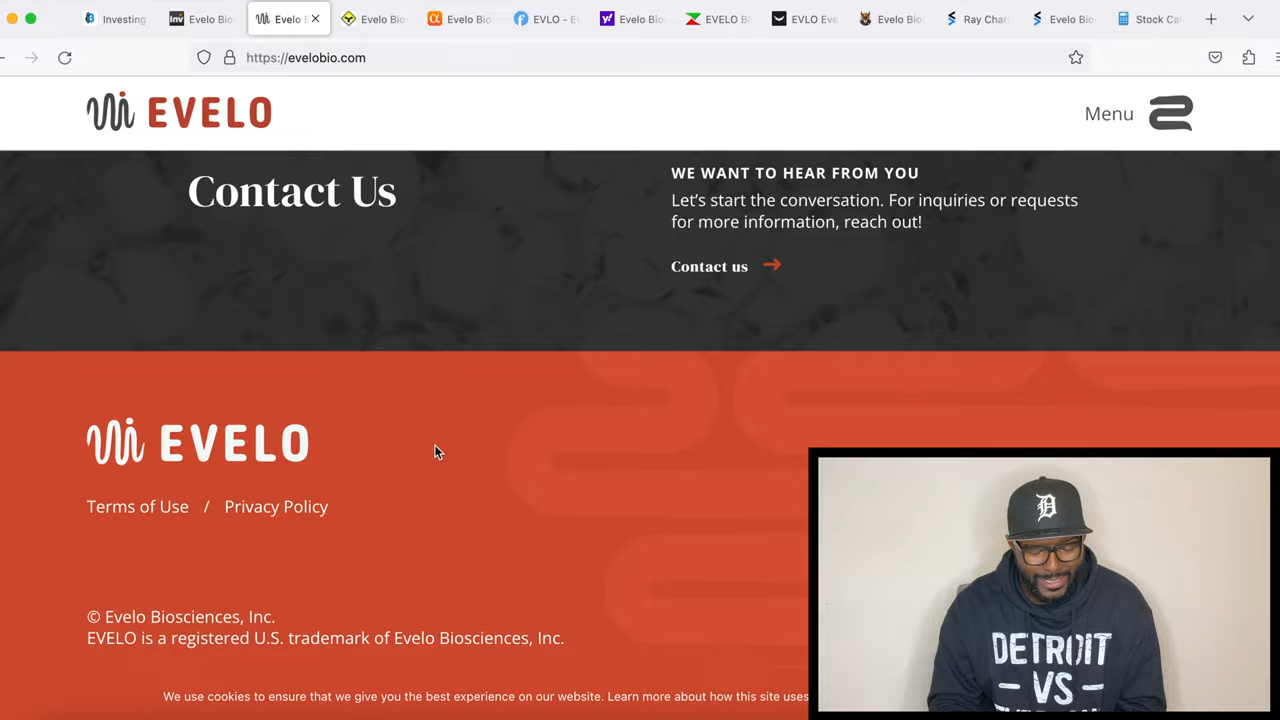 Investing
Evelo Bio
Evelo B
Evelo Bios
Evelo Bio
EVLO - E
Evelo Bio
EVELO B
EVLO Eve
Evelo Bio
Ray Char
Evelo Bio
Stock Cal
https://evelobio.com
EVELO
Menu
Contact Us
WE WANT TO HEAR FROM YOU
Let's start the conversation. For inquiries or requests
for more information, reach out!
Contact us
EVELO
Terms of Use / Privacy Policy
© Evelo Biosciences, Inc.
EVELO is a registered U.S. trademark of Evelo Biosciences, Inc.
We use cookies to ensure that we give you the best experience on our website. Learn more about how this site uses
DETROIT
VS